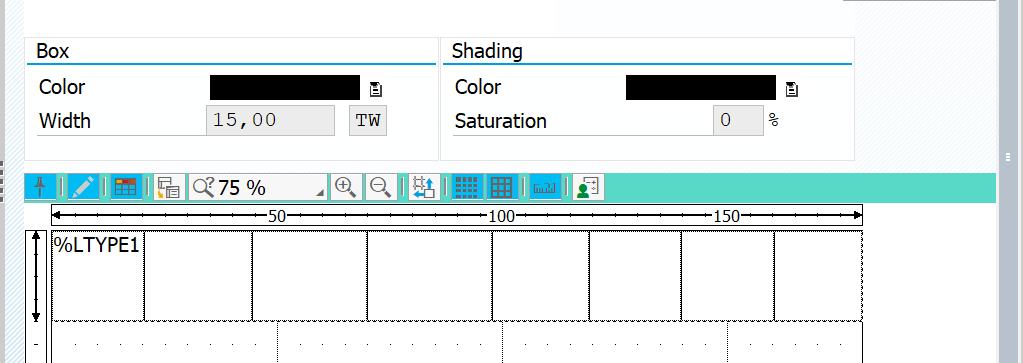 Box Shading
Color Color
Width 15,00 TW Saturation 0 %
75 %
50 100 150
%LTYPE1